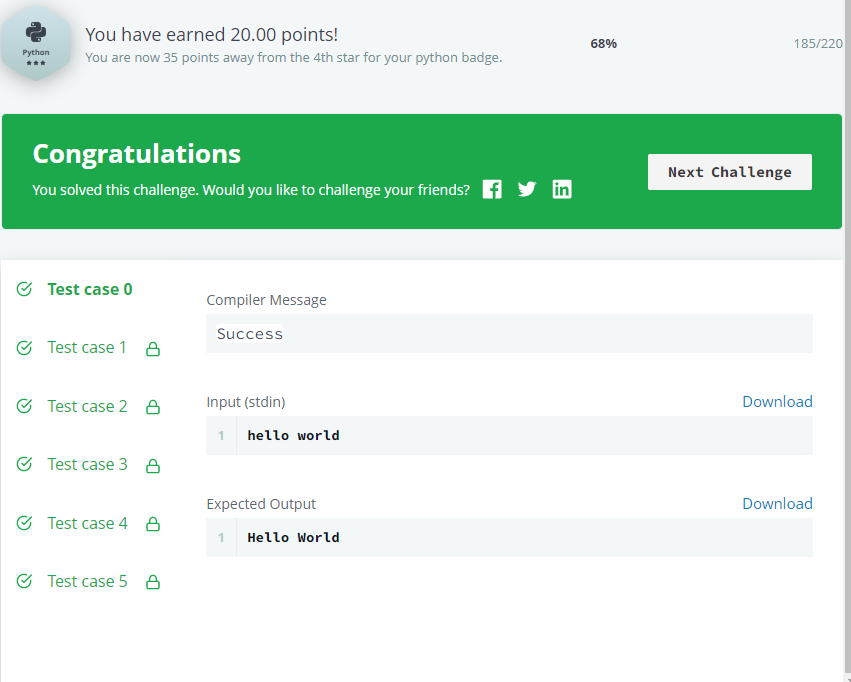 You have earned 20.00 points!
68%
185/220
Python
You are now 35 points away from the 4th star for your python badge.
Congratulations
You solved this challenge. Would you like to challenge your friends?
Next Challenge
Test case 0
Compiler Message
Success
Test case 1
Test case 2
Input (stdin)
Download
1 hello world
Test case 3
Test case 4
Expected Output
Download
1 Hello World
Test case 5